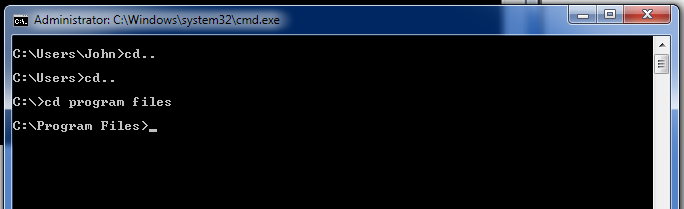 Administrator: C:\Windows\system32\cmd.exe
C:\Users\John>cd..
C:\Users>cd..
C:\>cd program files
C:\Program Files>_